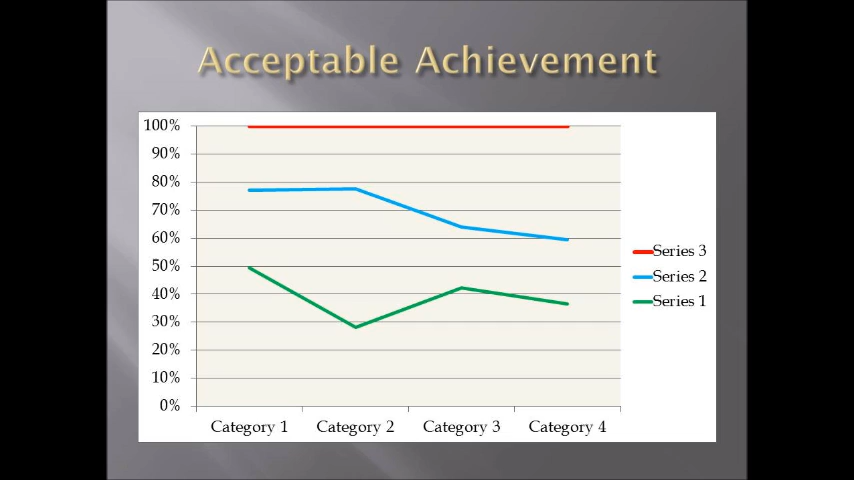 Acceptable Achievement
100%
90%
80%
70%
60%
50%
40%
30%
20%
10%
0%
Category 1
Category 2
Category 3
Category 4
Series 3
Series 2
Series 1